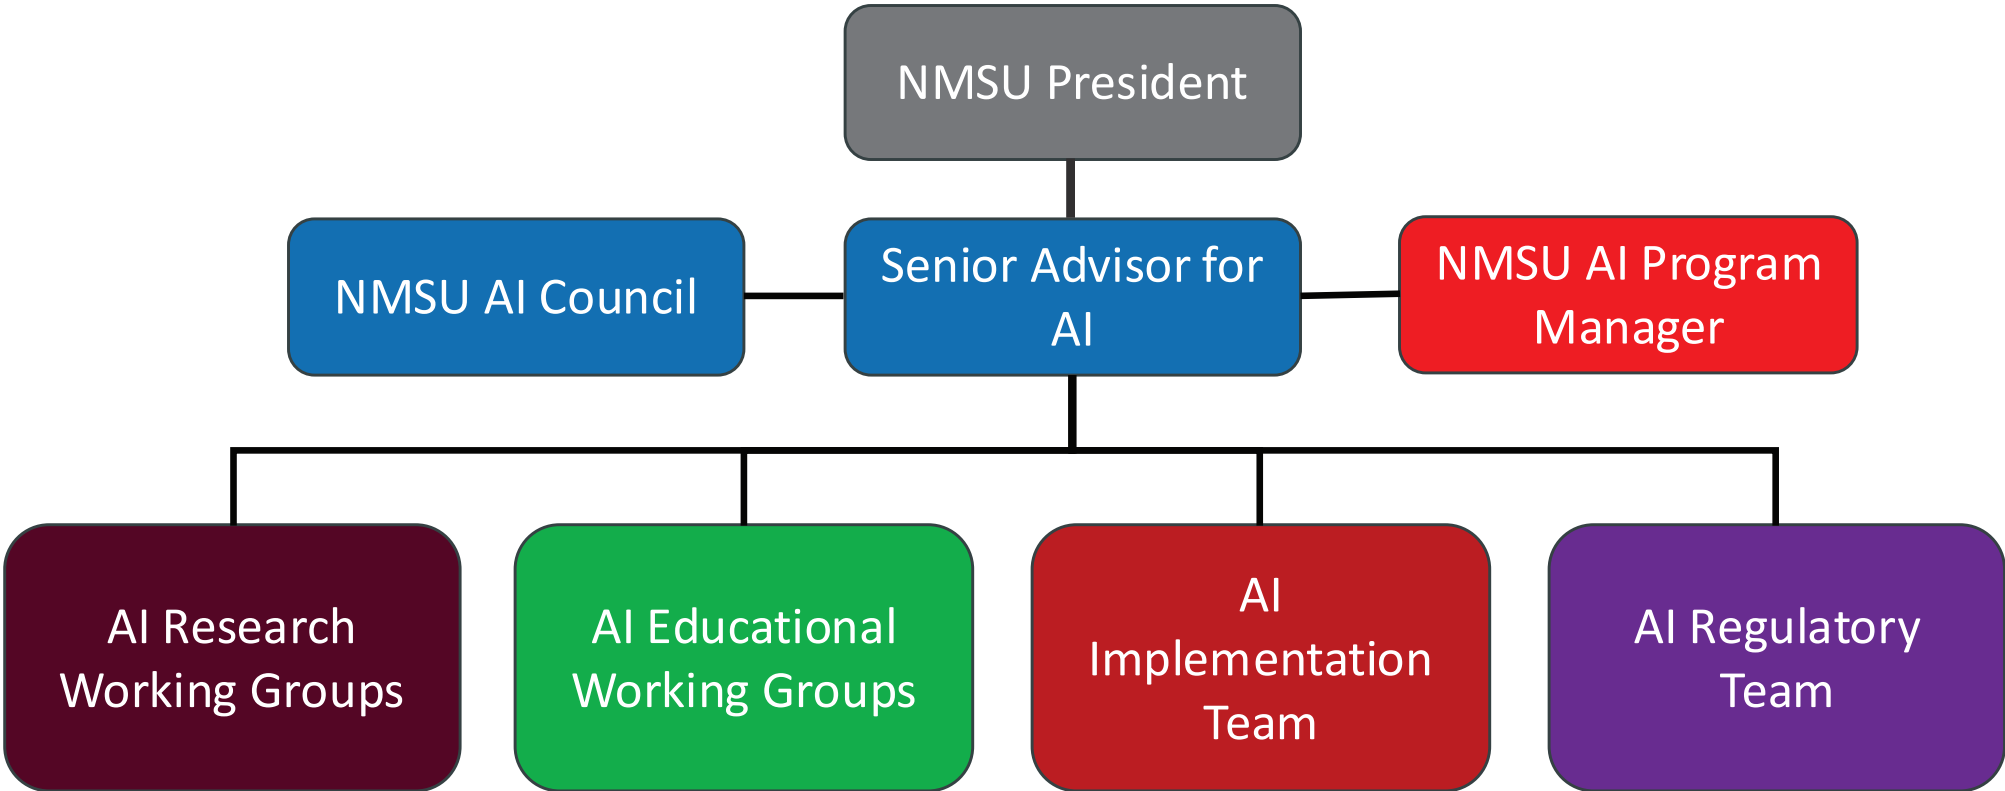 NMSU President
NMSU AI Council
Senior Advisor for
AI
NMSU AI Program
Manager
AI Research
Working Groups
AI Educational
Working Groups
AI
Implementation
Team
AI Regulatory
Team